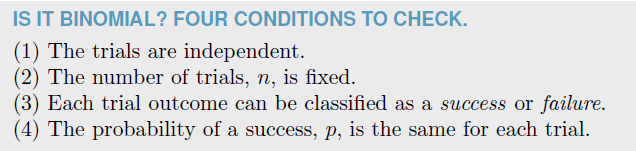 IS IT BINOMIAL? FOUR CONDITIONS TO CHECK.
(1) The trials are independent.
(2) The number of trials, n, is fixed.
(3) Each trial outcome can be classified as a success or failure.
(4) The probability of a success, p, is the same for each trial.